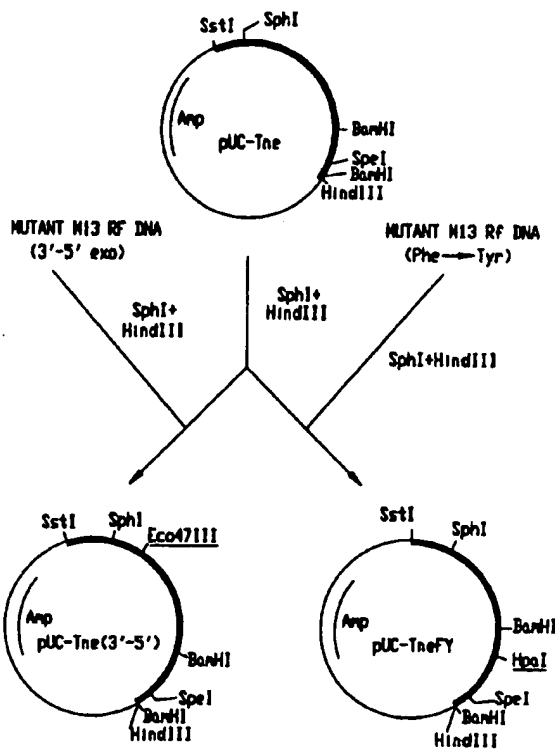 SstI
SphI
Amp
pUC-Tne
BamHI
SpeI
BamHI
HindIII
MUTANT M13 RF DNA
(3'-5' exo)
MUTANT M13 RF DNA
(Phe→Tyr)
SphI+
HindIII
SphI+
HindIII
SphI+HindIII
SstI
SphI
Eco47III
Amp
pUC-Tne(3'-5')
BamHI
SpeI
BamHI
HindIII
SstI
SphI
Amp
pUC-TneFY
BamHI
HpaI
SpeI
BamHI
HindIII